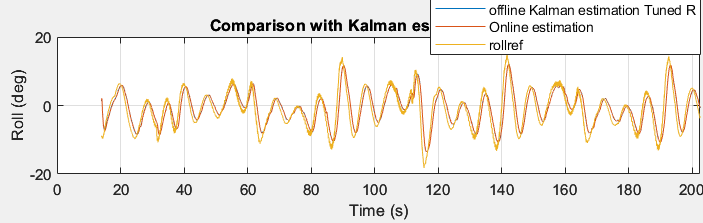 Comparison with Kalman es
offline Kalman estimation Tuned R
Online estimation
rollref
20
0
-20
Roll (deg)
0 20 40 60 80 100 120 140 160 180 200
Time (s)